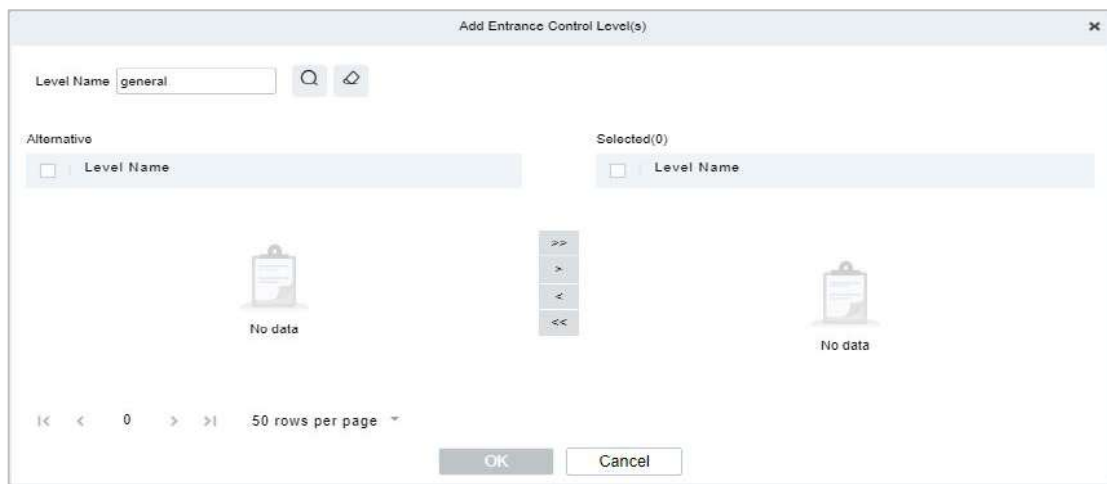 Add Entrance Control Level(s)
Level Name general
Alternative
Selected(0)
Level Name
Level Name
>>
>
<
<<
No data
No data
0
50 rows per page
OK
Cancel